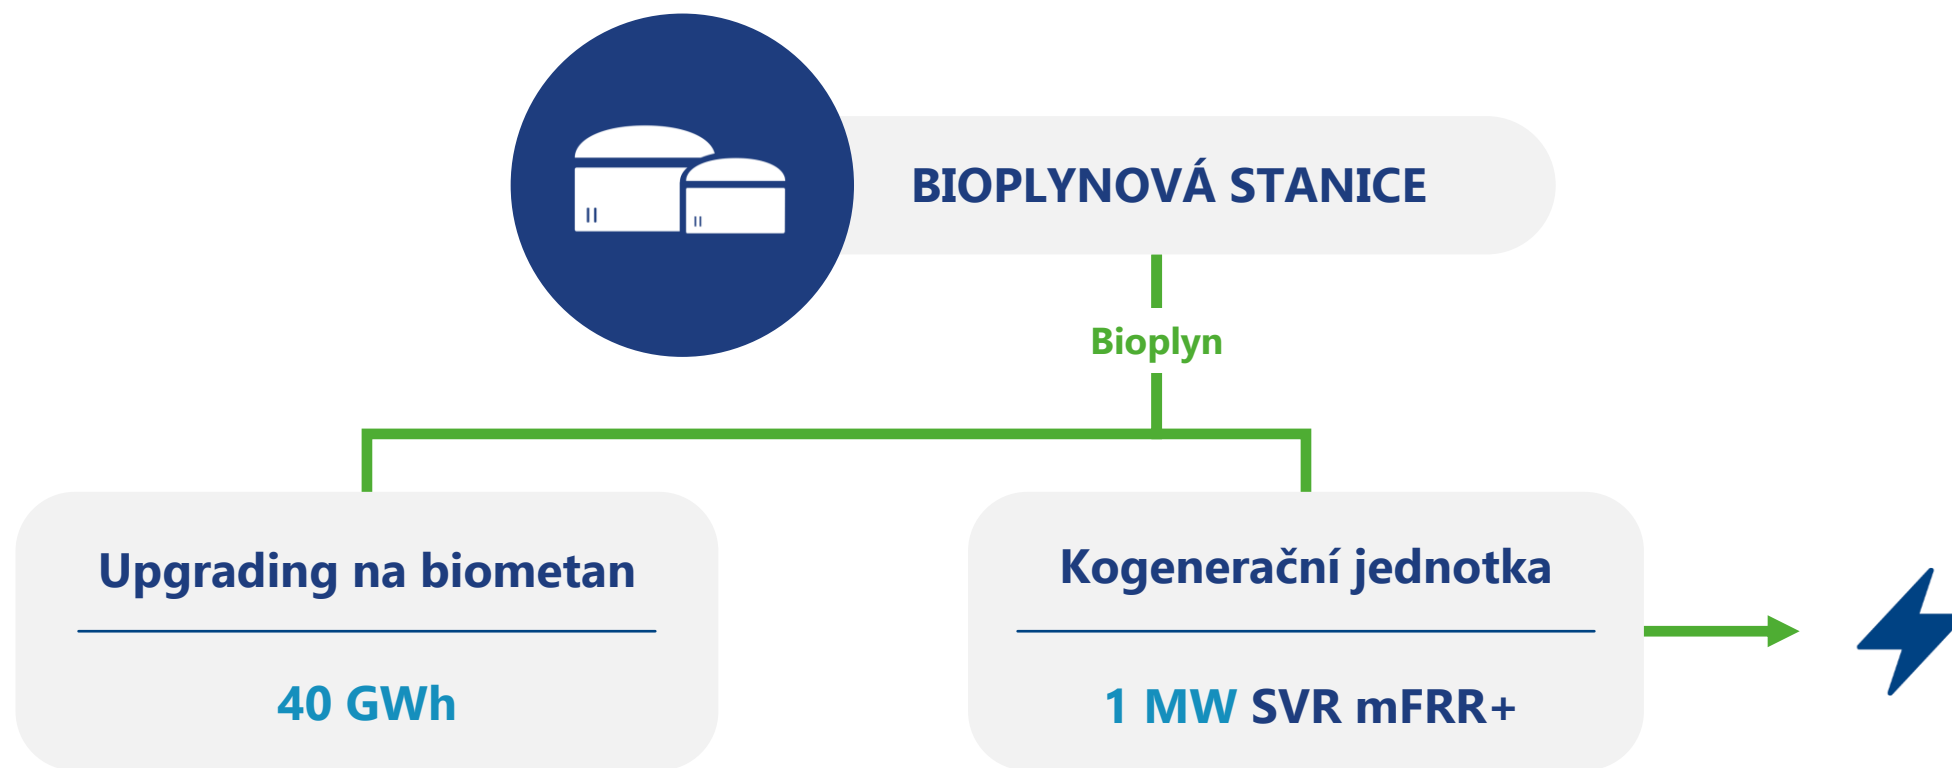 BIOPLYNOVÁ STANICE
Bioplyn
Upgrading na biometan
40 GWh
Kogenerační jednotka
1 MW SVR mFRR+